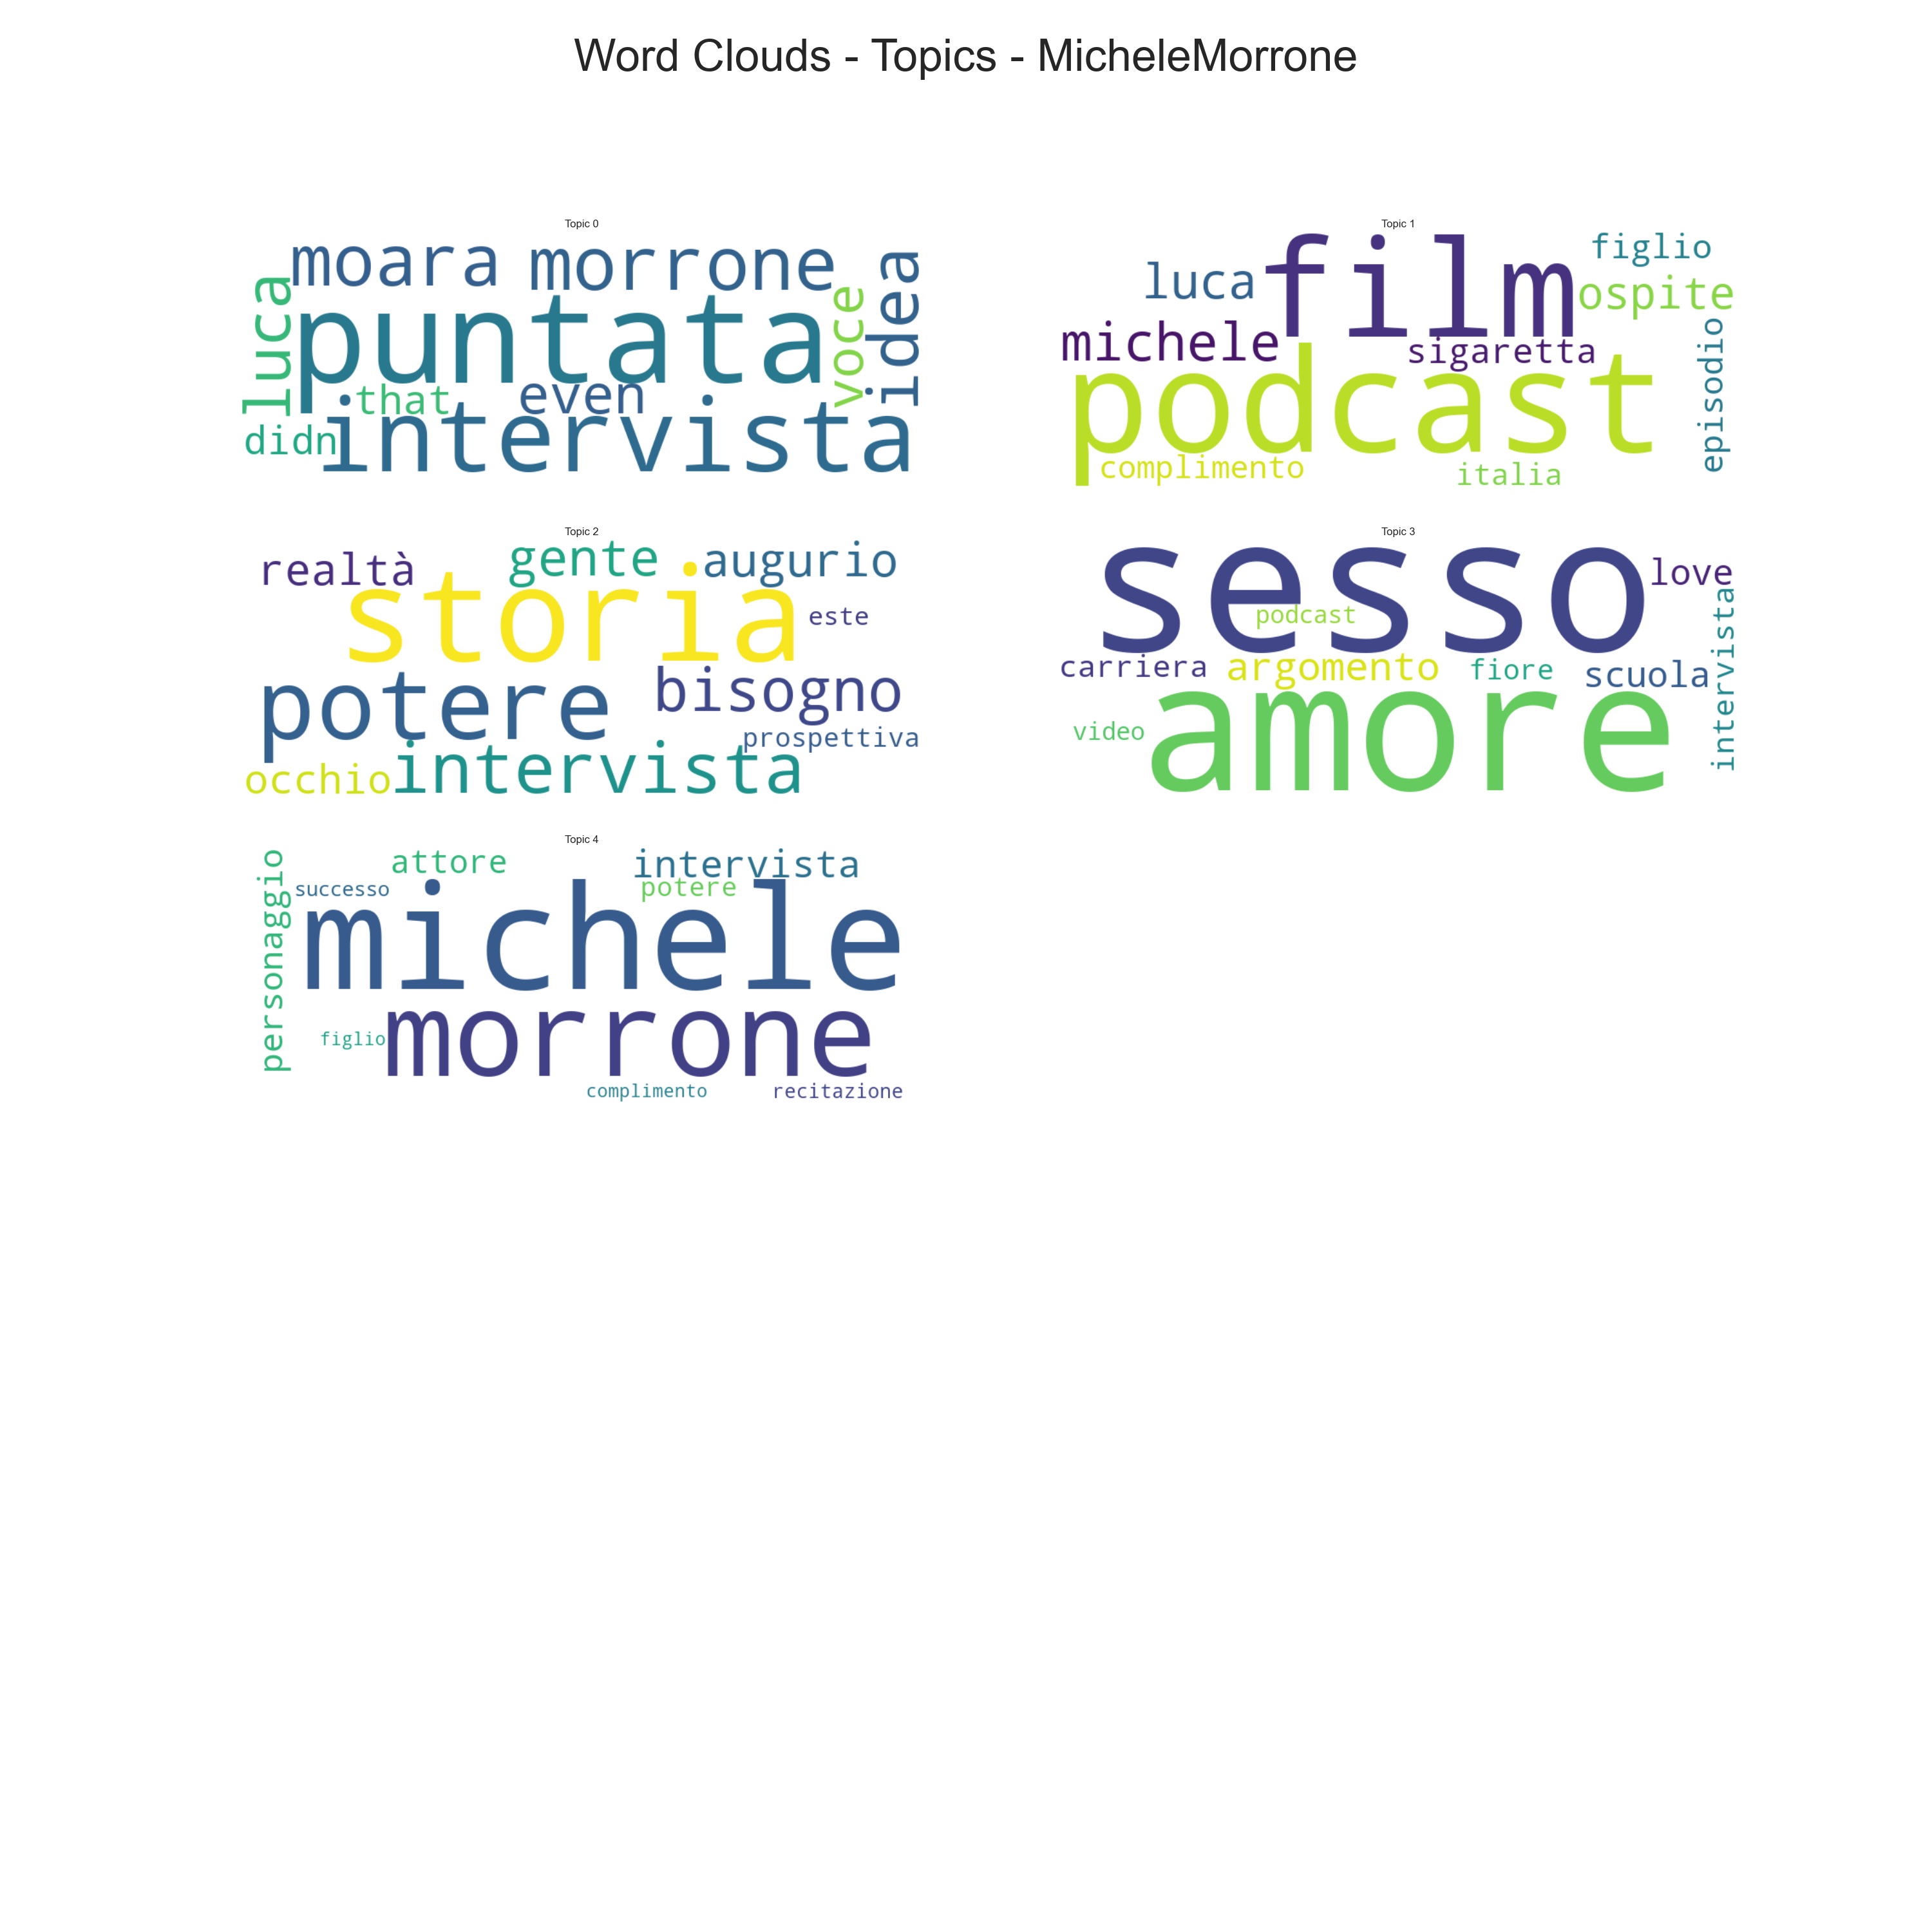 Word Clouds - Topics - MicheleMorrone
Topic 0
moara morrone
luca
puntata
voce
idea
that even
didn intervista
Topic 1
film
figlio
luca
ospite
michele
sigaretta
episodio
podcast
complimento
italia
Topic 2
realtà gente augurio
storia
este
potere bisogno
prospettiva
occhio intervista
Topic 3
sesso
love
podcast
intervista
carriera argomento fiore scuola
video amore
Topic 4
attore intervista
personaggio
successo potere
michele
figlio morrone
complimento recitazione